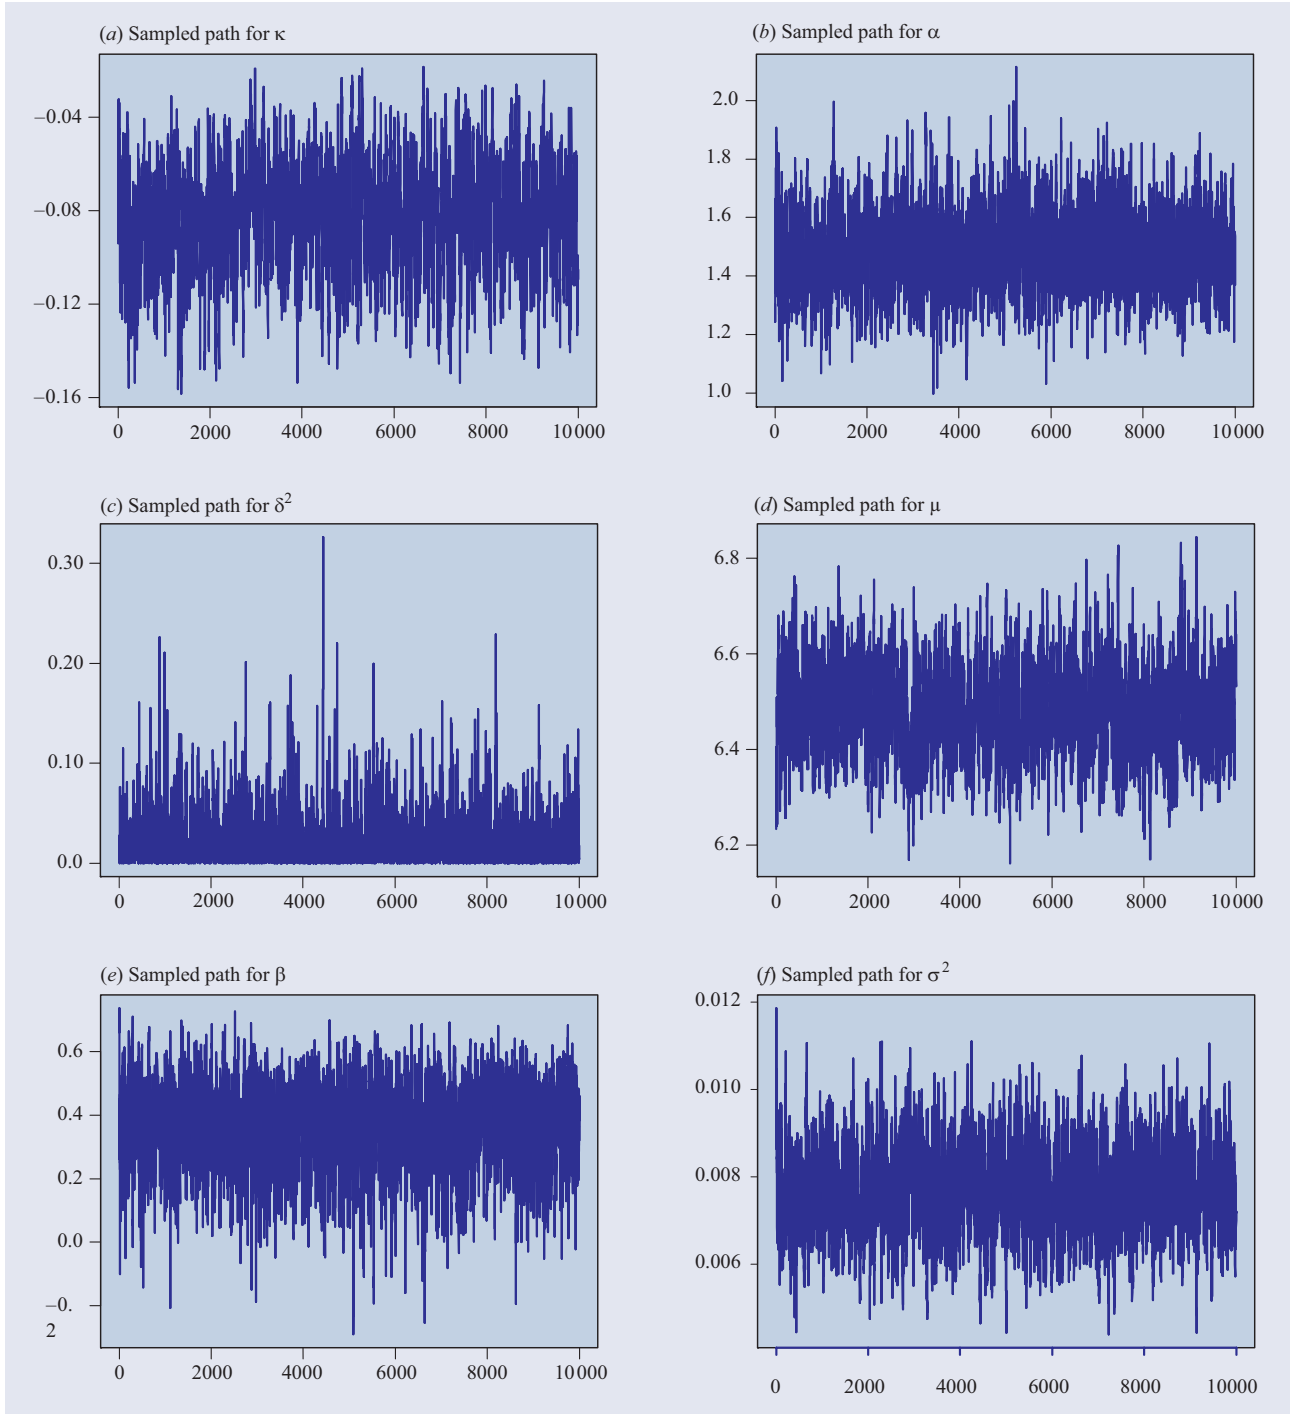 (a) Sampled path for κ
−0.04
−0.08
−0.12
−0.16
0 2000 4000 6000 8000 10000
(b) Sampled path for α
2.0
1.8
1.6
1.4
1.2
1.0
0 2000 4000 6000 8000 10000
(c) Sampled path for δ²
0.30
0.20
0.10
0.0
0 2000 4000 6000 8000 10000
(d) Sampled path for μ
6.8
6.6
6.4
6.2
0 2000 4000 6000 8000 10000
(e) Sampled path for β
0.6
0.4
0.2
0.0
−0.
2
0 2000 4000 6000 8000 10000
(f) Sampled path for σ²
0.012
0.010
0.008
0.006
0 2000 4000 6000 8000 10000